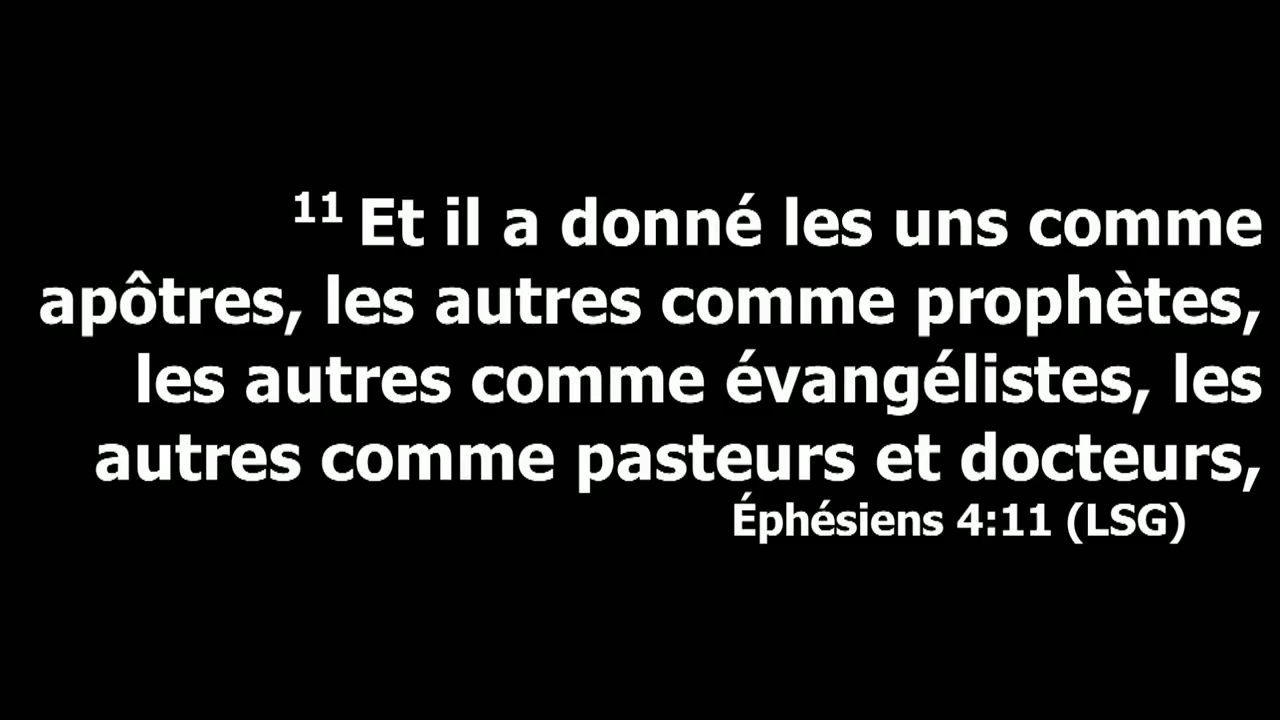 11 Et il a donné les uns comme
apôtres, les autres comme prophètes,
les autres comme évangélistes, les
autres comme pasteurs et docteurs,
Éphésiens 4:11 (LSG)